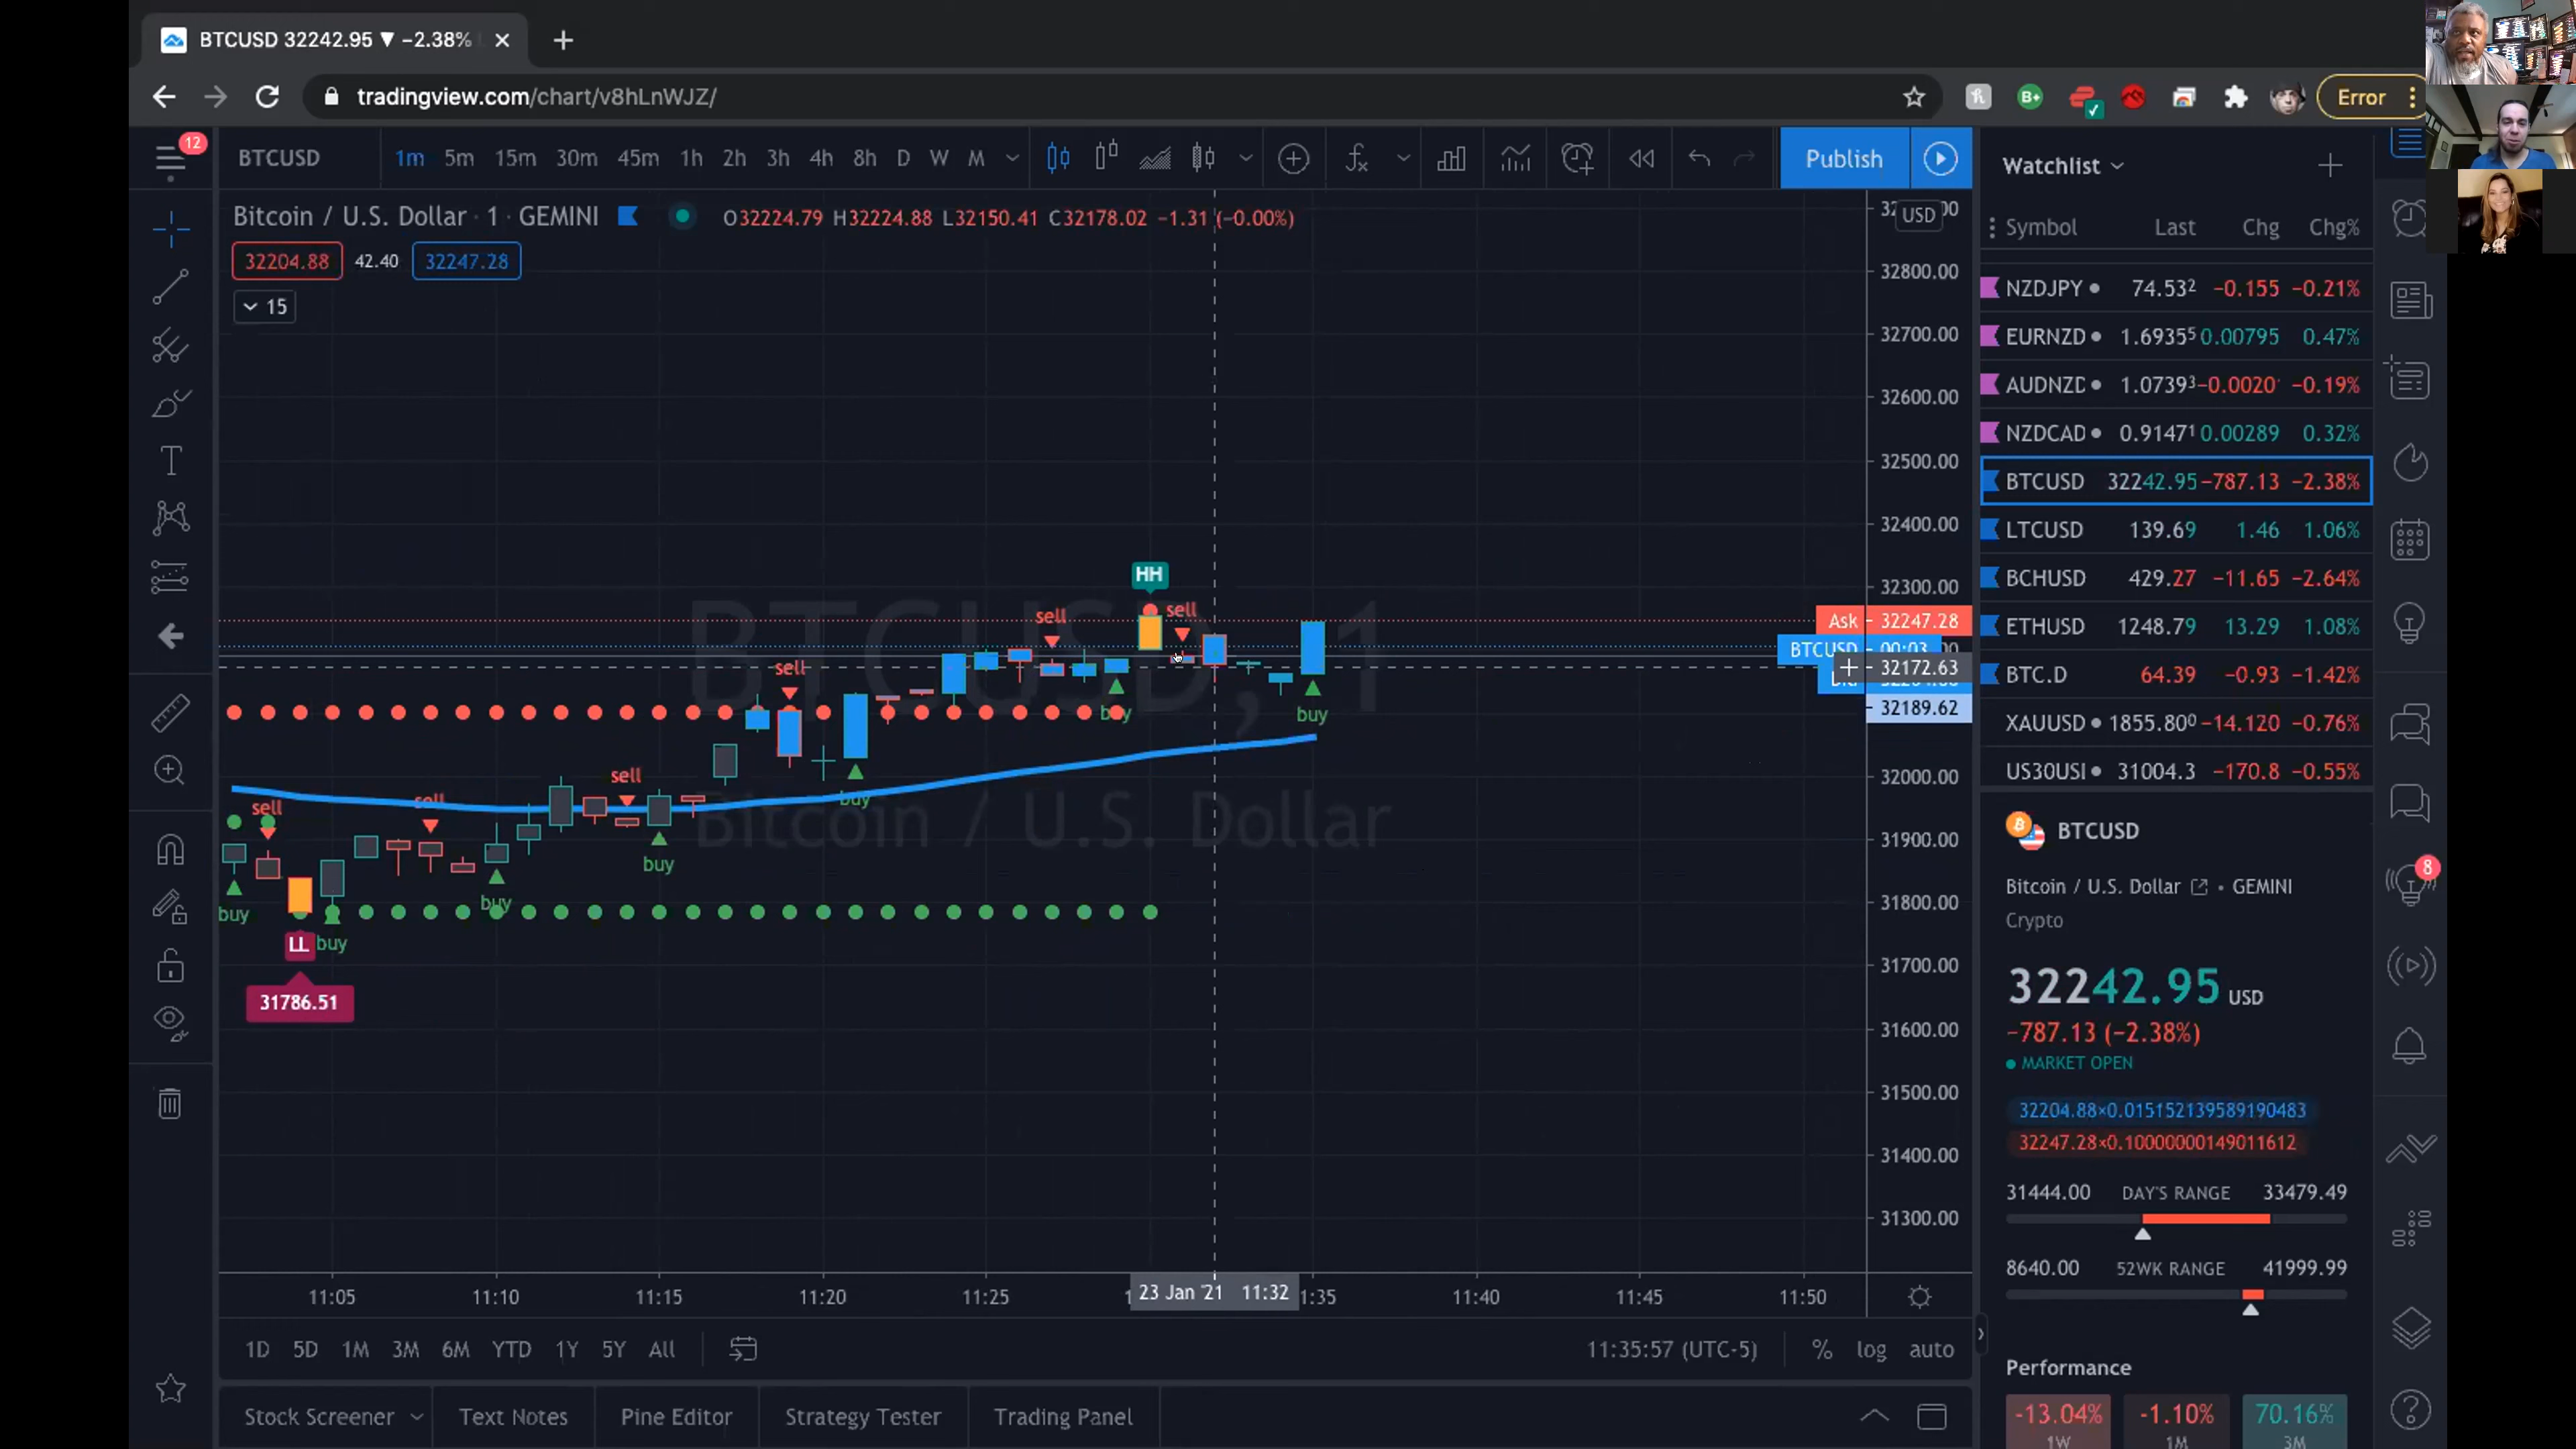 BTCUSD 32242.95 ▼ −2.38%
tradingview.com/chart/v8hLnWJZ/
Error
12
BTCUSD 1m 5m 15m 30m 45m 1h 2h 3h 4h 8h D W M
Publish
Bitcoin / U.S. Dollar · 1 · GEMINI O32224.79 H32224.88 L32150.41 C32178.02 −1.31 (−0.00%)
32204.88 42.40 32247.28
15
USD
32800.00
32700.00
32600.00
32500.00
32400.00
32300.00
Ask 32247.28
BTCUSD 00:03
32172.63
32189.62
32000.00
31900.00
31800.00
31700.00
31600.00
31500.00
31400.00
31300.00
BTCUSD, 1
Bitcoin / U.S. Dollar
HH
sell
sell
sell
sell
sell
sell
buy
buy
buy
buy
buy
buy
buy
LL
31786.51
11:05 11:10 11:15 11:20 11:25 23 Jan '21 11:32 1:35 11:40 11:45 11:50
1D 5D 1M 3M 6M YTD 1Y 5Y All
11:35:57 (UTC-5) % log auto
Stock Screener Text Notes Pine Editor Strategy Tester Trading Panel
Watchlist
Symbol Last Chg Chg%
NZDJPY 74.532 −0.155 −0.21%
EURNZD 1.69355 0.00795 0.47%
AUDNZD 1.07393 −0.0020 −0.19%
NZDCAD 0.91471 0.00289 0.32%
BTCUSD 32242.95 −787.13 −2.38%
LTCUSD 139.69 1.46 1.06%
BCHUSD 429.27 −11.65 −2.64%
ETHUSD 1248.79 13.29 1.08%
BTC.D 64.39 −0.93 −1.42%
XAUUSD 1855.800 −14.120 −0.76%
US30USI 31004.3 −170.8 −0.55%
BTCUSD
Bitcoin / U.S. Dollar · GEMINI
Crypto
32242.95 USD
−787.13 (−2.38%)
MARKET OPEN
32204.88×0.015152139589190483
32247.28×0.10000000149011612
31444.00 DAY'S RANGE 33479.49
8640.00 52WK RANGE 41999.99
Performance
-13.04% -1.10% 70.16%
1W 1M 3M
8